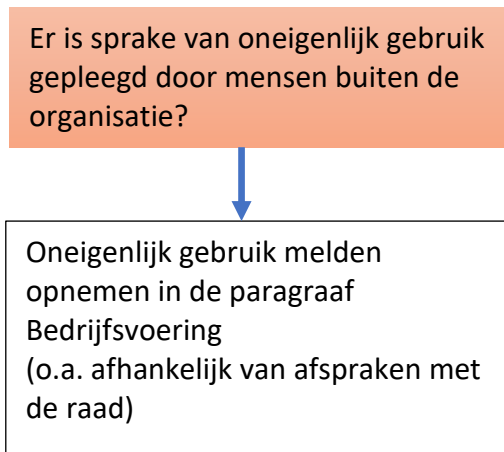 Er is sprake van oneigenlijk gebruik
gepleegd door mensen buiten de
organisatie?
Oneigenlijk gebruik melden
opnemen in de paragraaf
Bedrijfsvoering
(o.a. afhankelijk van afspraken met
de raad)